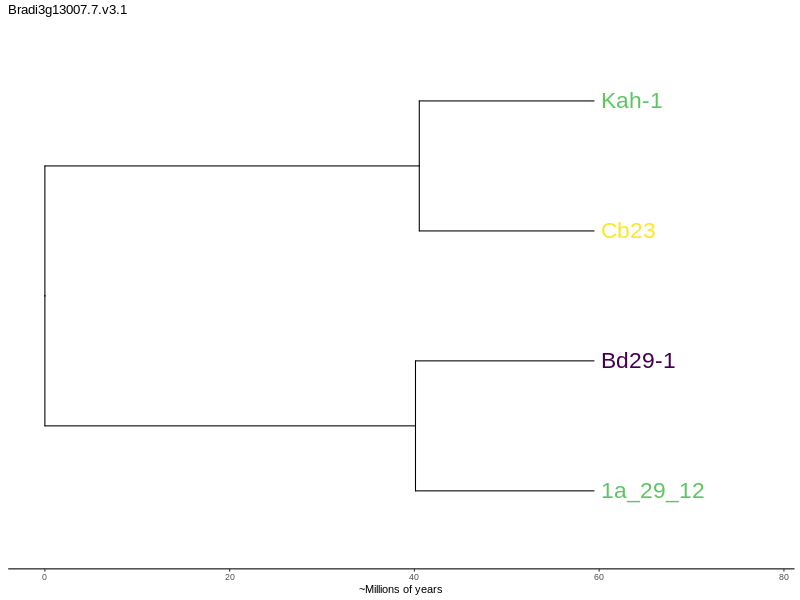 Bradi3g13007.7.v3.1
Kah-1
Cb23
Bd29-1
1a_29_12
0 20 40 60 80
~Millions of years